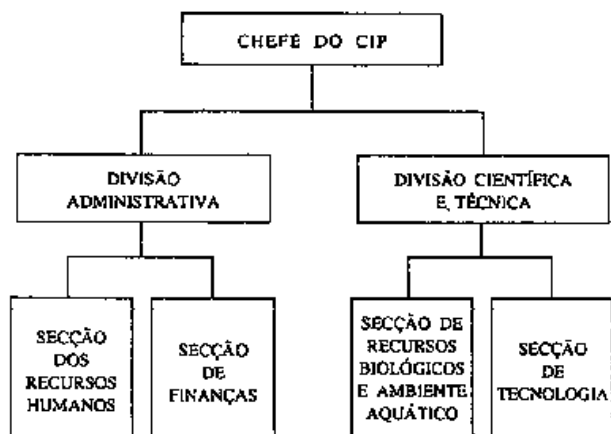 CHEFE DO CIP
DIVISÃO
ADMINISTRATIVA
DIVISÃO CIENTÍFICA
E TÉCNICA
SECÇÃO
DOS
RECURSOS
HUMANOS
SECÇÃO
DE
FINANÇAS
SECÇÃO DE
RECURSOS
BIOLÓGICOS
E AMBIENTE
AQUÁTICO
SECÇÃO
DE
TECNOLOGIA